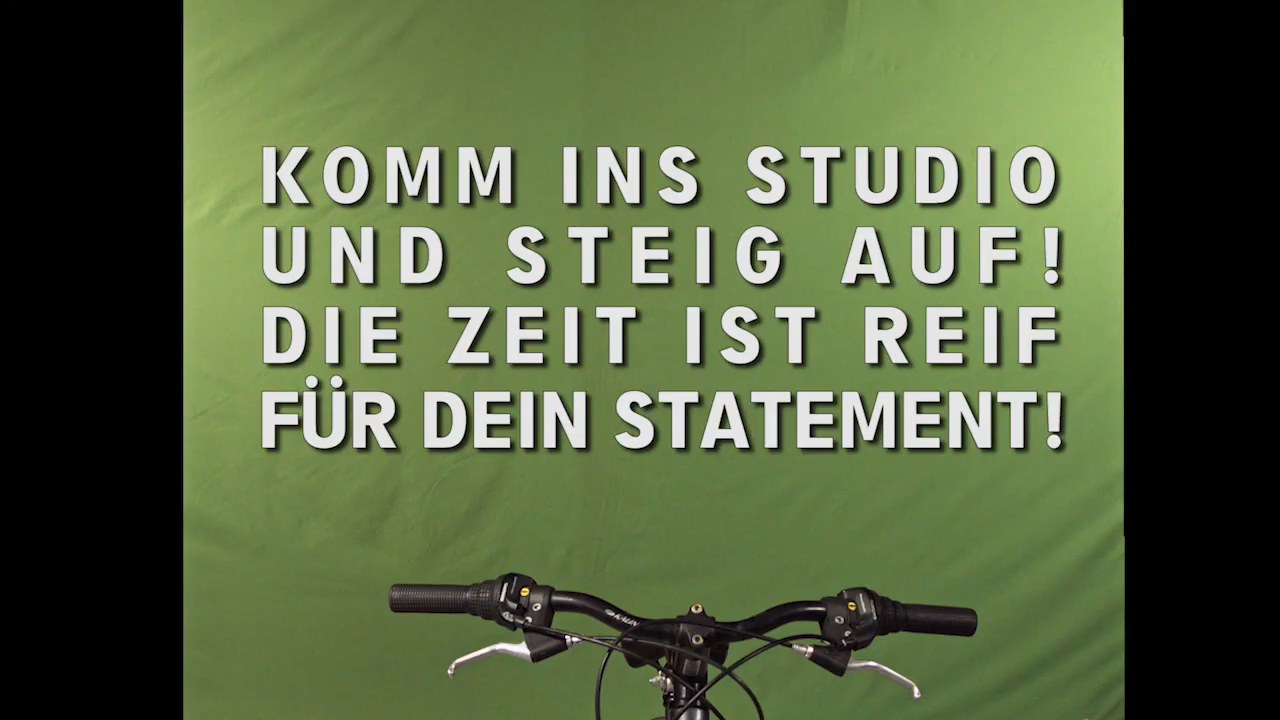 KOMM INS STUDIO
UND STEIG AUF!
DIE ZEIT IST REIF
FÜR DEIN STATEMENT!